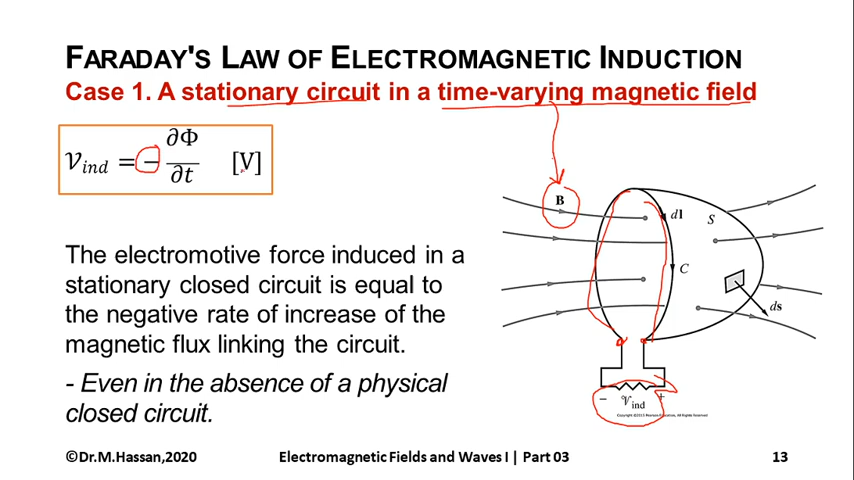 FARADAY'S LAW OF ELECTROMAGNETIC INDUCTION
Case 1. A stationary circuit in a time-varying magnetic field
𝒱ind = − ∂Φ/∂t [V]
B
dl
S
C
ds
The electromotive force induced in a
stationary closed circuit is equal to
the negative rate of increase of the
magnetic flux linking the circuit.
- Even in the absence of a physical
closed circuit.
− 𝒱ind +
Copyright ©2015 Pearson Education, All Rights Reserved
©Dr.M.Hassan,2020 Electromagnetic Fields and Waves I | Part 03 13